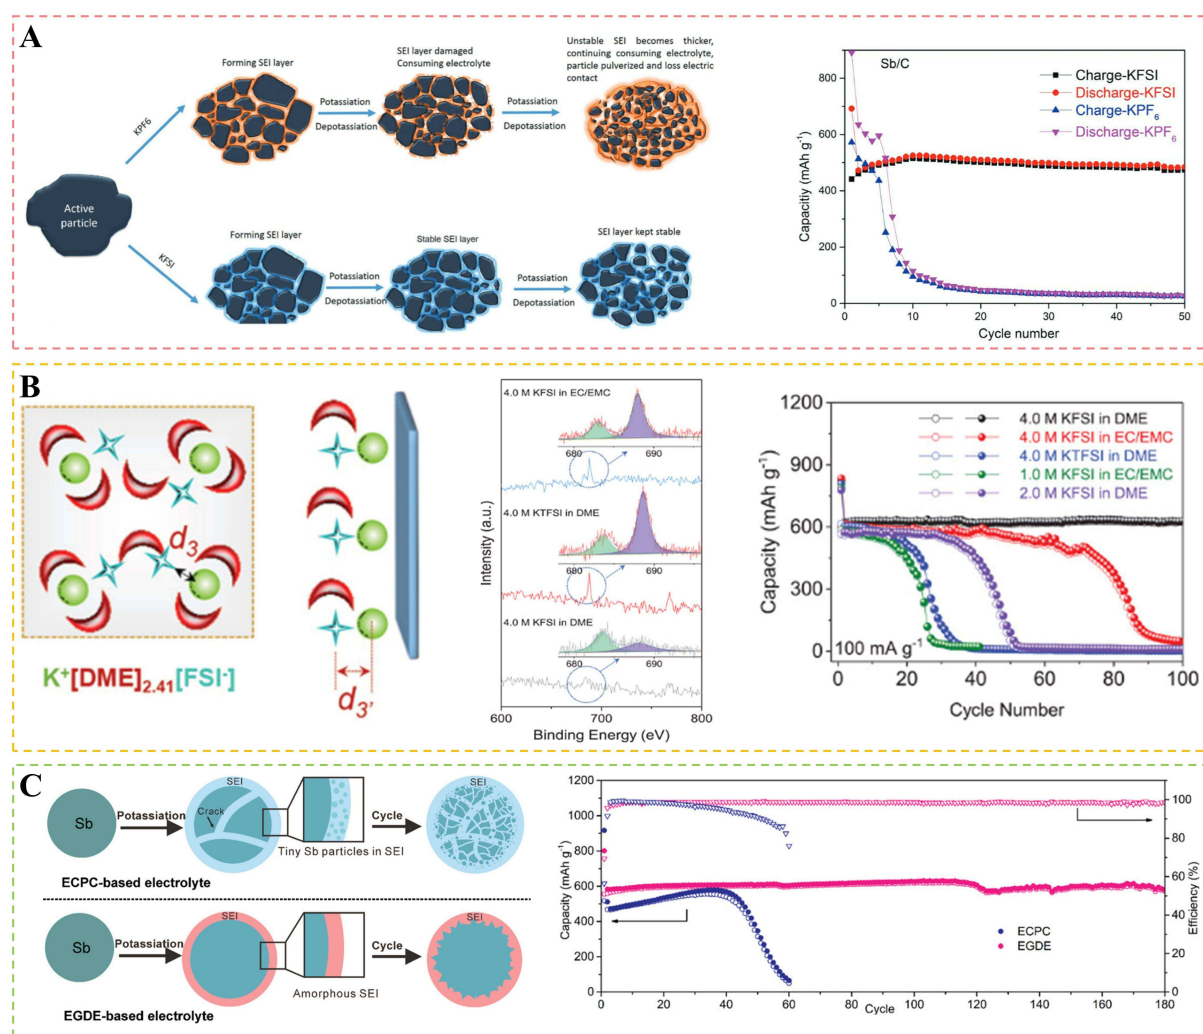 A
Forming SEI layer
SEI layer damaged
Consuming electrolyte
Unstable SEI becomes thicker,
continuing consuming electrolyte,
particle pulverized and loss electric
contact
KPF6
Potassiation
Depotassiation
Potassiation
Depotassiation
Active
particle
KFSI
Forming SEI layer
Stable SEI layer
SEI layer kept stable
Potassiation
Depotassiation
Potassiation
Depotassiation
Sb/C
Charge-KFSI
Discharge-KFSI
Charge-KPF₆
Discharge-KPF₆
Capacitiy (mAh g⁻¹)
800
600
400
200
0
0 10 20 30 40 50
Cycle number
B
d₃
K⁺[DME]₂.₄₁[FSI⁻]
d₃'
4.0 M KFSI in EC/EMC
680 690
4.0 M KTFSI in DME
680 690
4.0 M KFSI in DME
680 690
Intensity (a.u.)
600 700 800
Binding Energy (eV)
1200
900
600
300
0
Capacity (mAh g⁻¹)
4.0 M KFSI in DME
4.0 M KFSI in EC/EMC
4.0 M KTFSI in DME
1.0 M KFSI in EC/EMC
2.0 M KFSI in DME
100 mA g⁻¹
0 20 40 60 80 100
Cycle Number
C
Sb
Potassiation
SEI
Crack
Tiny Sb particles in SEI
Cycle
SEI
ECPC-based electrolyte
Sb
Potassiation
SEI
Amorphous SEI
Cycle
SEI
EGDE-based electrolyte
1200
1000
800
600
400
200
0
Capacity (mAh g⁻¹)
100
80
60
40
20
0
Efficiency (%)
ECPC
EGDE
0 20 40 60 80 100 120 140 160 180
Cycle